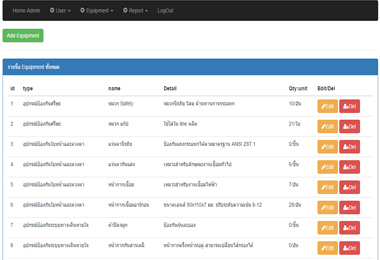 Home-Admin User Equipment Report LogOut
Add-Equipment
รายชื่อ Equipment ทั้งหมด
id type name Detail Qty:unit Edit/Del
1 อุปกรณ์ป้องกันศีรษะ หมวก Safety หมวกนิรภัย วัสดุ ต้านทานการกระแทก 10/อัน Edit Del
2 อุปกรณ์ป้องกันศีรษะ หมวก แก๊ป ใช้ใส่ใน line ผลิต 21/ใบ Edit Del
3 อุปกรณ์ป้องกันใบหน้าและดวงตา แว่นตานิรภัย ป้องกันแรงกระแทกได้ตามมาตรฐาน ANSI Z87.1 0/ชิ้น Edit Del
4 อุปกรณ์ป้องกันใบหน้าและดวงตา แว่นตากันแสง เหมาะสำหรับลักษณะงานเชื่อมทั่วไป 6/ชิ้น Edit Del
5 อุปกรณ์ป้องกันใบหน้าและดวงตา หน้ากากเชื่อม เหมาะสำหรับงานเชื่อมไฟฟ้า 7/อัน Edit Del
6 อุปกรณ์ป้องกันใบหน้าและดวงตา หน้ากากเชื่อมอาร์กอน ขนาดเลนส์ 90x110x7 มม. ปรับระดับความเข้ม 8-12 26/อัน Edit Del
7 อุปกรณ์ป้องกันระบบทางเดินหายใจ ผ้าปิดจมูก ป้องกันฝุ่นละออง 0/ชิ้น Edit Del
8 อุปกรณ์ป้องกันระบบทางเดินหายใจ หน้ากากกันสารเคมี หน้ากากครึ่งหน้ารอคู่ สามารถเปลี่ยนไส้กรองได้ 0/อัน Edit Del